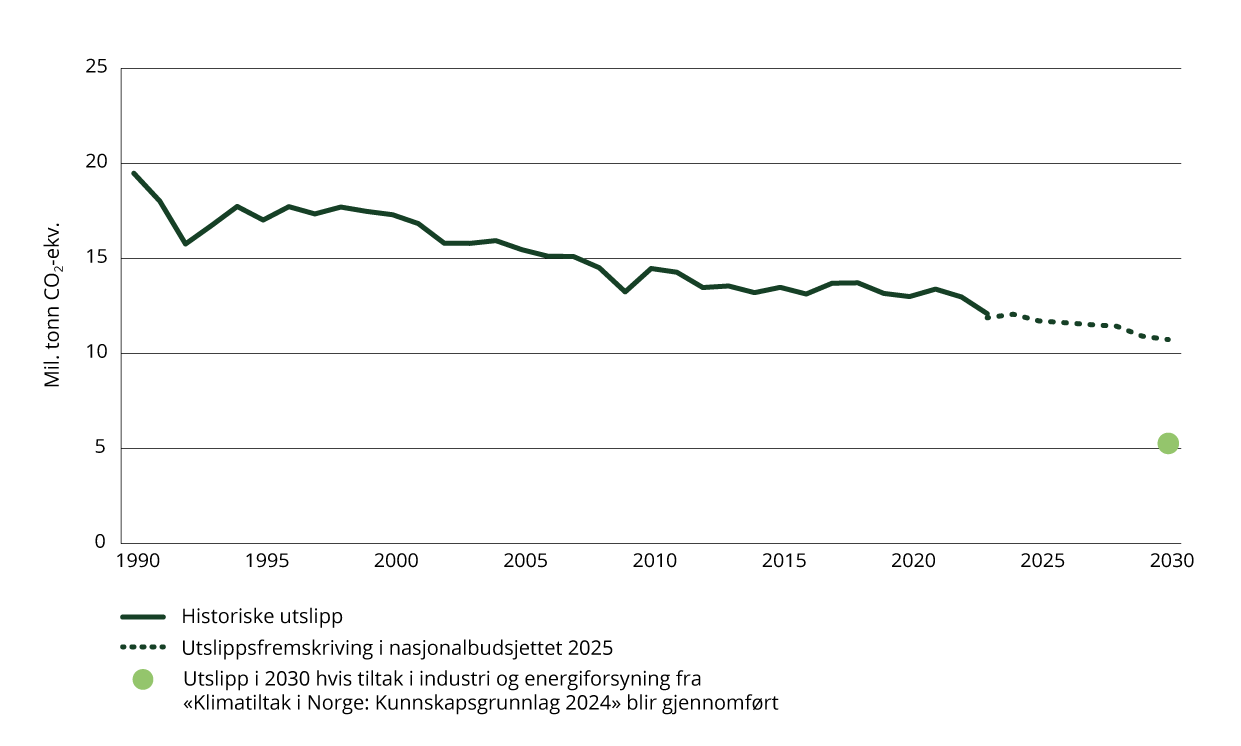 25
20
15
10
5
0
Mil. tonn CO₂-ekv.
1990 1995 2000 2005 2010 2015 2020 2025 2030
Historiske utslipp
Utslippsfremskriving i nasjonalbudsjettet 2025
Utslipp i 2030 hvis tiltak i industri og energiforsyning fra
«Klimatiltak i Norge: Kunnskapsgrunnlag 2024» blir gjennomført